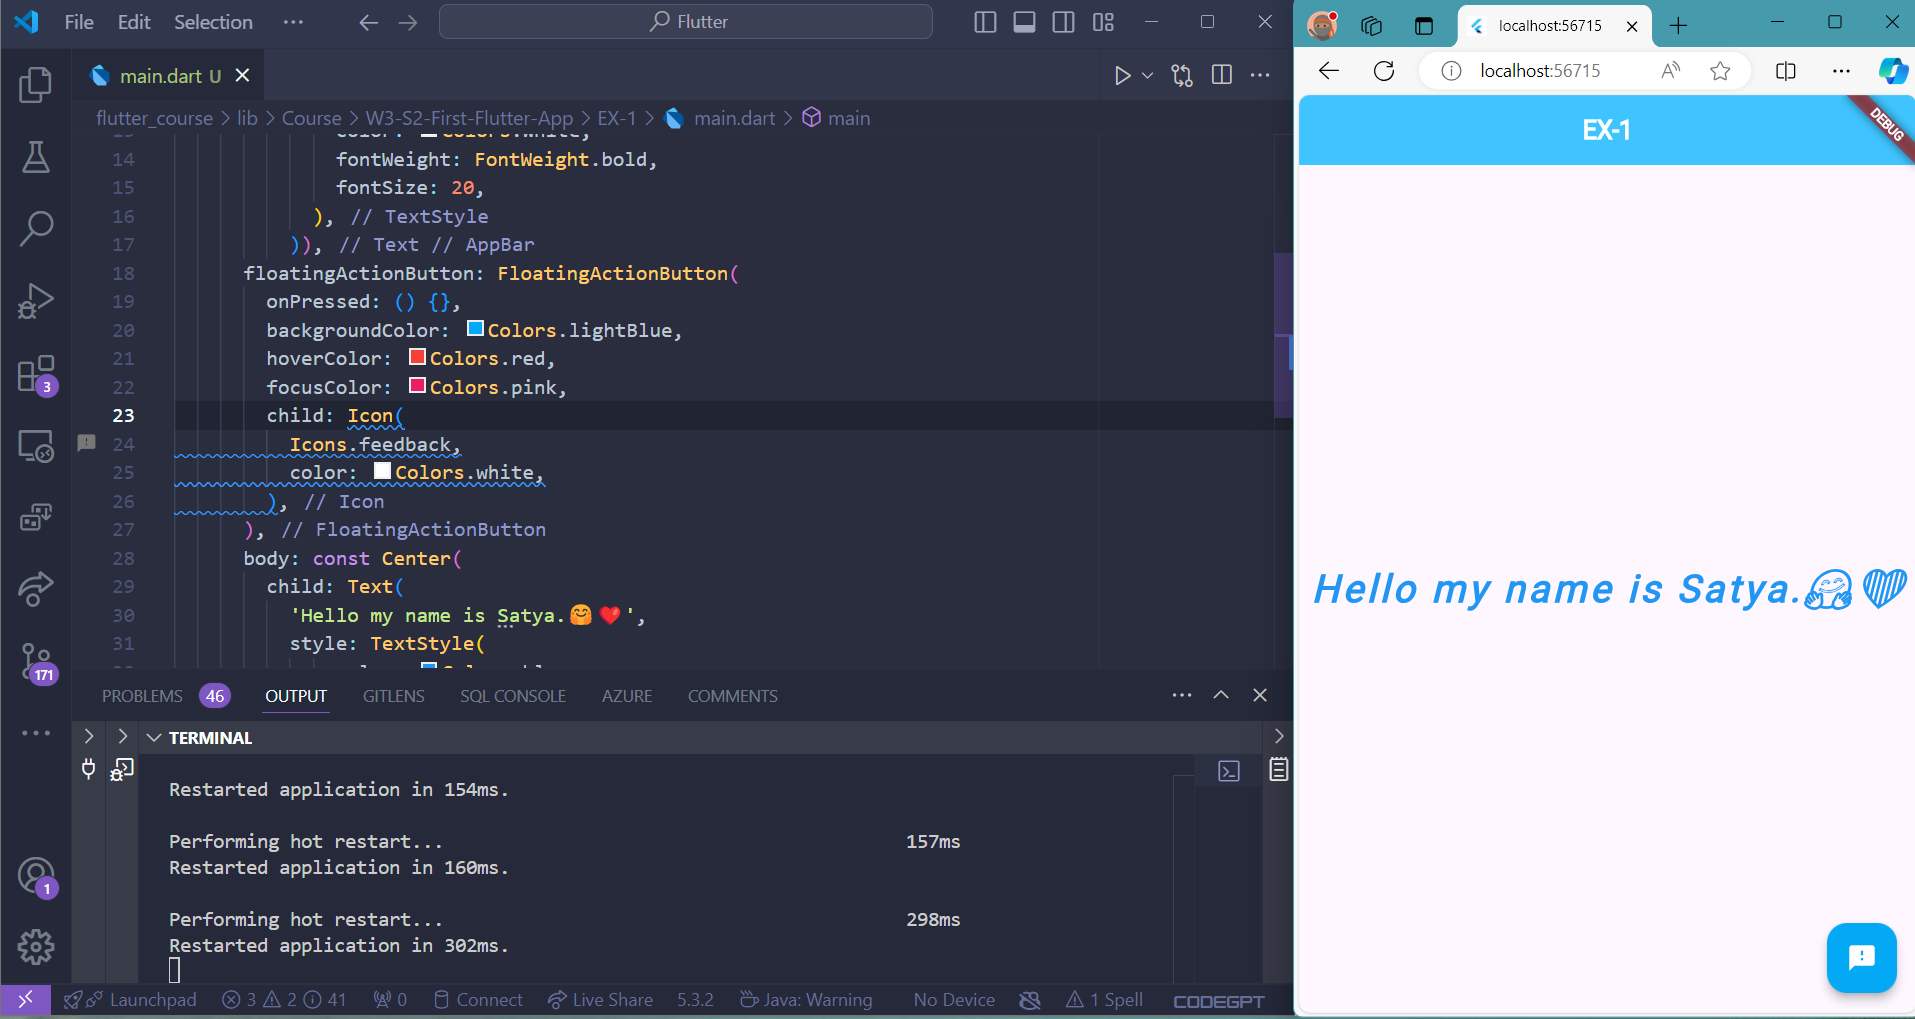 File Edit Selection ··· Flutter
main.dart U
flutter_course > lib > Course > W3-S2-First-Flutter-App > EX-1 > main.dart > main
color: Colors.white,
14 fontWeight: FontWeight.bold,
15 fontSize: 20,
16 ), // TextStyle
17 )), // Text // AppBar
18 floatingActionButton: FloatingActionButton(
19 onPressed: () {},
20 backgroundColor: Colors.lightBlue,
21 hoverColor: Colors.red,
22 focusColor: Colors.pink,
23 child: Icon(
24 Icons.feedback,
25 color: Colors.white,
26 ), // Icon
27 ), // FloatingActionButton
28 body: const Center(
29 child: Text(
30 'Hello my name is Satya.🤗❤️',
31 style: TextStyle(
3
171
1
PROBLEMS 46 OUTPUT GITLENS SQL CONSOLE AZURE COMMENTS
TERMINAL
Restarted application in 154ms.
Performing hot restart... 157ms
Restarted application in 160ms.
Performing hot restart... 298ms
Restarted application in 302ms.
Launchpad 3 2 41 0 Connect Live Share 5.3.2 Java: Warning No Device 1 Spell CODEGPT
localhost:56715
localhost:56715
EX-1
DEBUG
Hello my name is Satya.🤗❤️